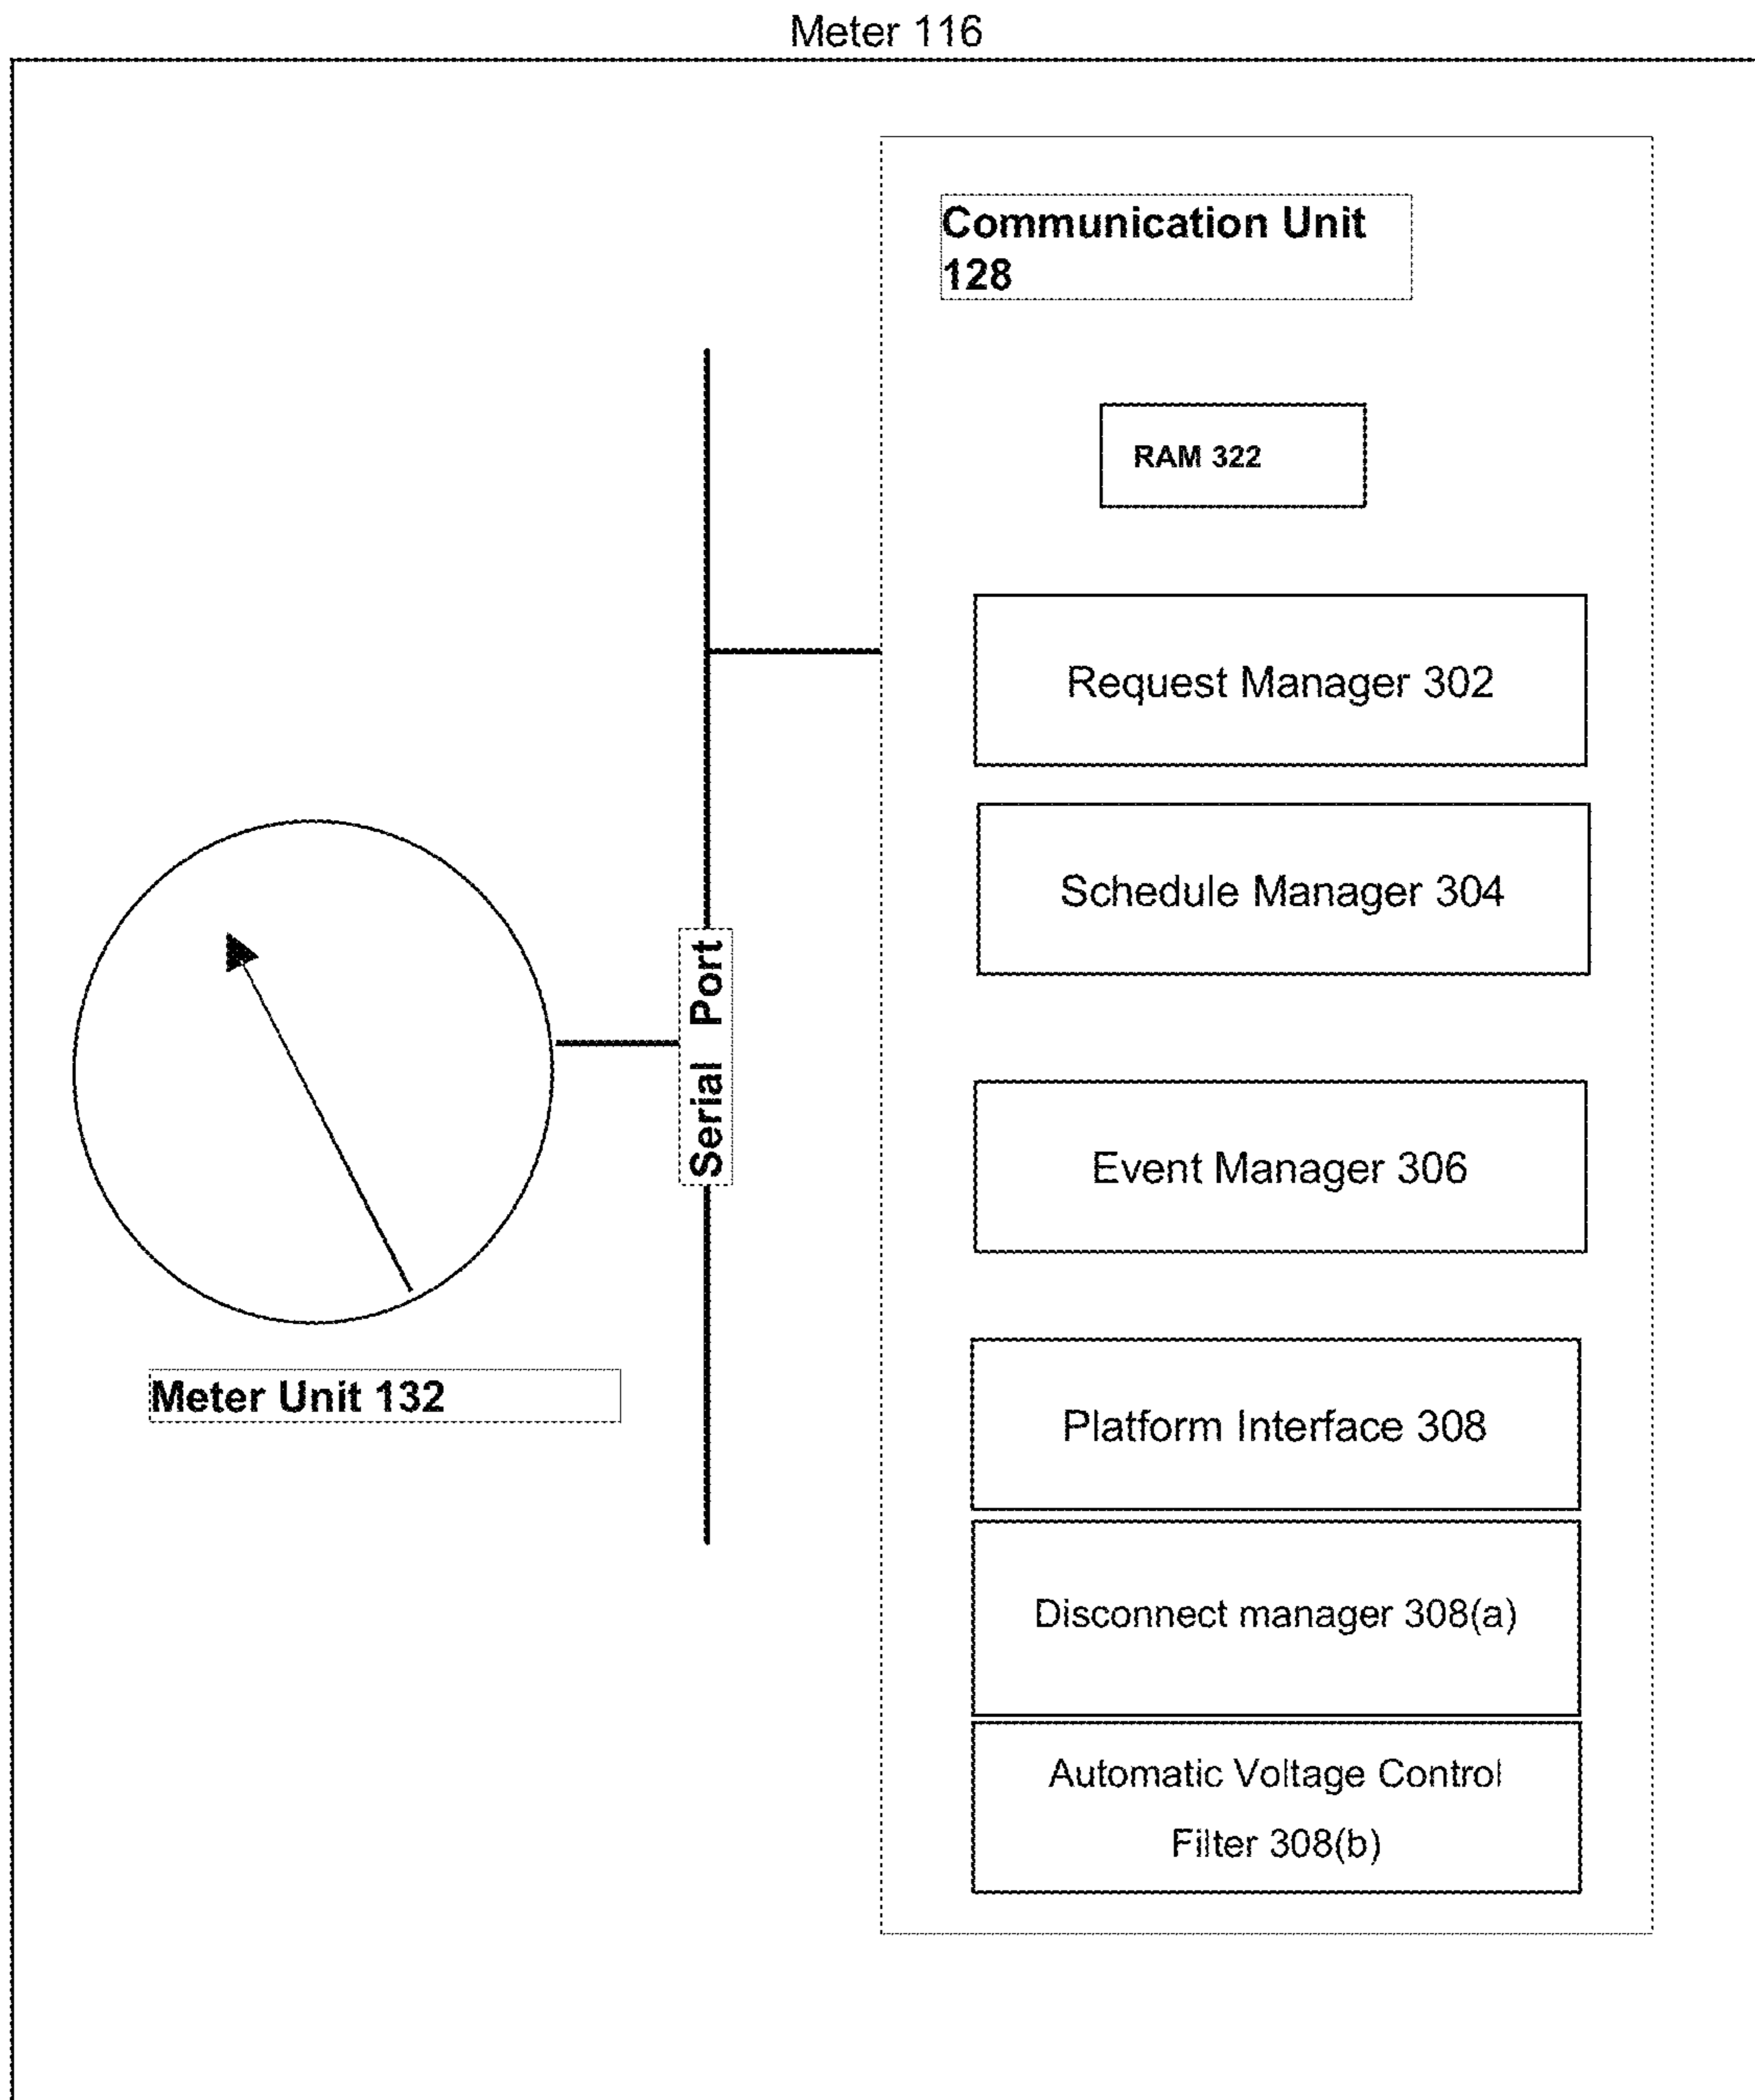 Meter 116
Communication Unit
128
RAM 322
Request Manager 302
Schedule Manager 304
Serial Port
Event Manager 306
Meter Unit 132
Platform Interface 308
Disconnect manager 308(a)
Automatic Voltage Control
Filter 308(b)